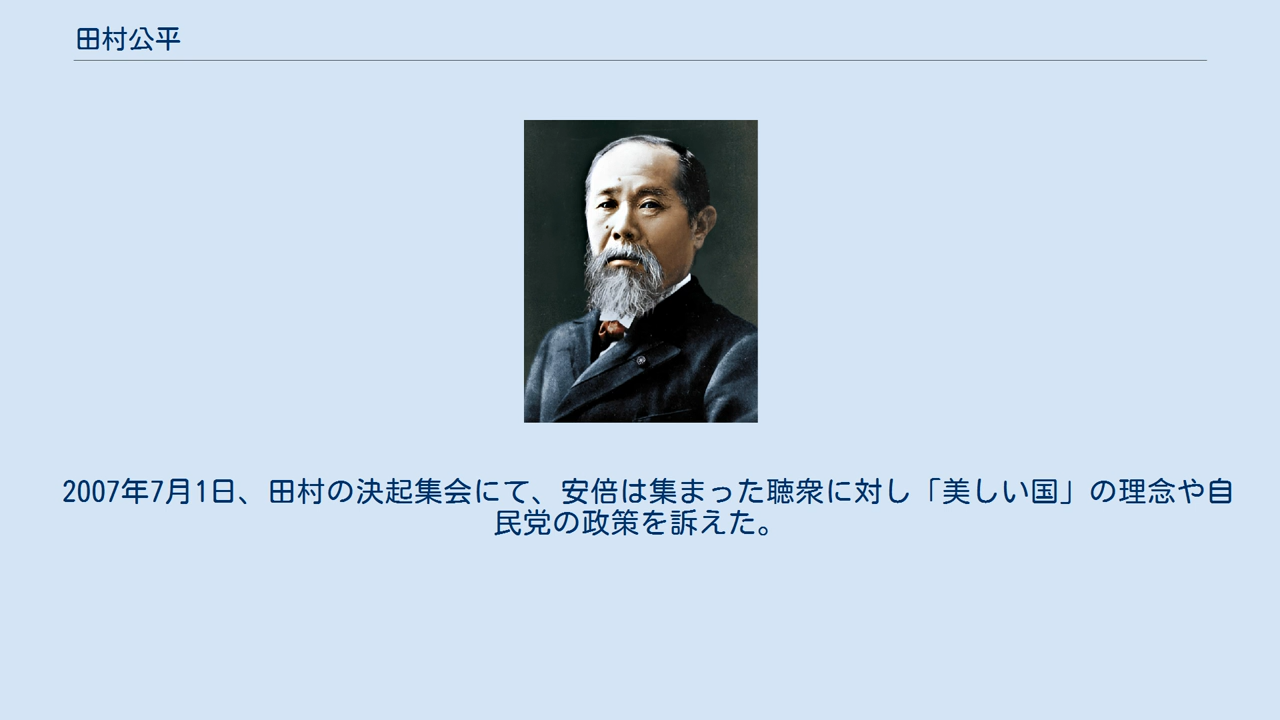 田村公平
2007年7月1日、田村の決起集会にて、安倍は集まった聴衆に対し「美しい国」の理念や自
民党の政策を訴えた。